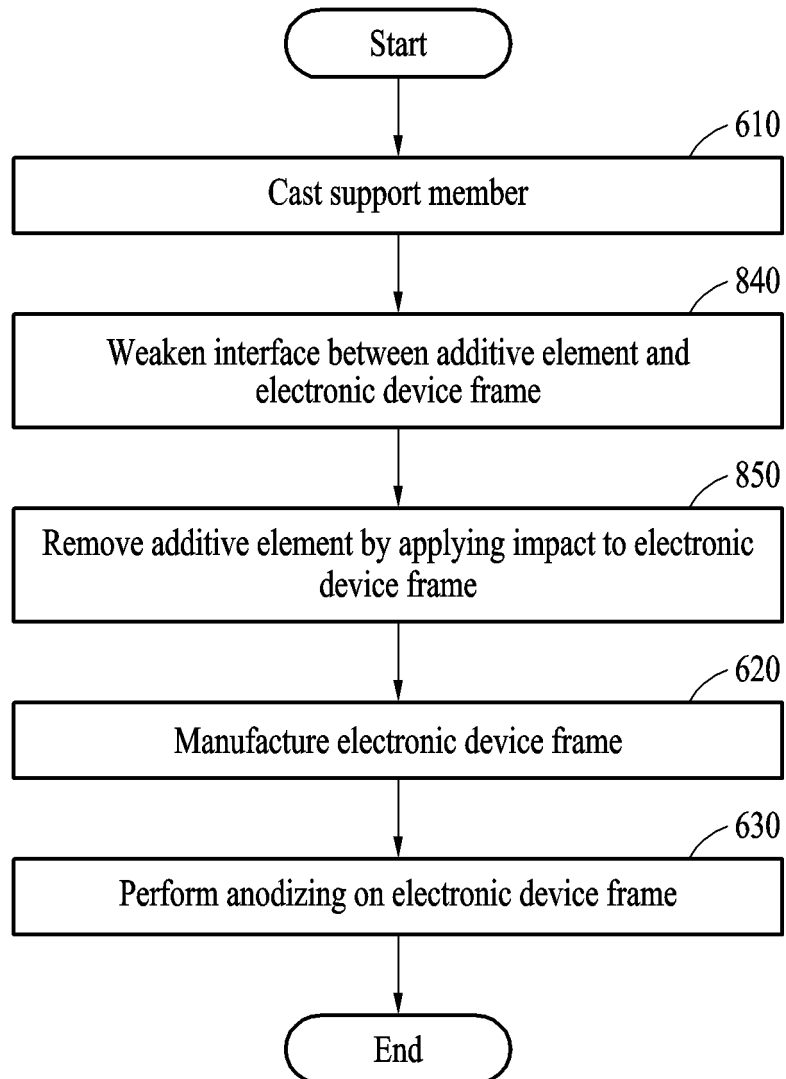 Start
610
Cast support member
840
Weaken interface between additive element and
electronic device frame
850
Remove additive element by applying impact to electronic
device frame
620
Manufacture electronic device frame
630
Perform anodizing on electronic device frame
End